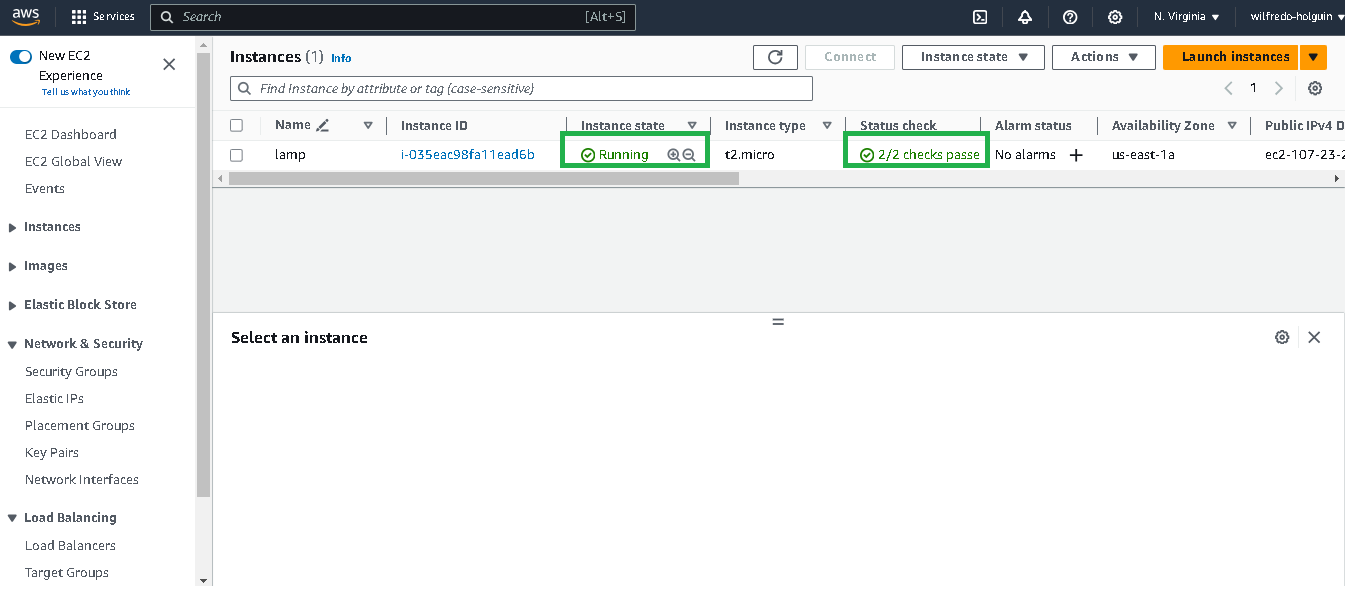 aws Services Search [Alt+S] N. Virginia wilfredo-holguin
New EC2
Experience
Tell us what you think
EC2 Dashboard
EC2 Global View
Events
Instances
Images
Elastic Block Store
Network & Security
Security Groups
Elastic IPs
Placement Groups
Key Pairs
Network Interfaces
Load Balancing
Load Balancers
Target Groups
Instances (1) Info Connect Instance state Actions Launch instances
Find Instance by attribute or tag (case-sensitive) 1
Name Instance ID Instance state Instance type Status check Alarm status Availability Zone Public IPv4 D
lamp i-035eac98fa11ead6b Running t2.micro 2/2 checks passe No alarms + us-east-1a ec2-107-23-2
Select an instance